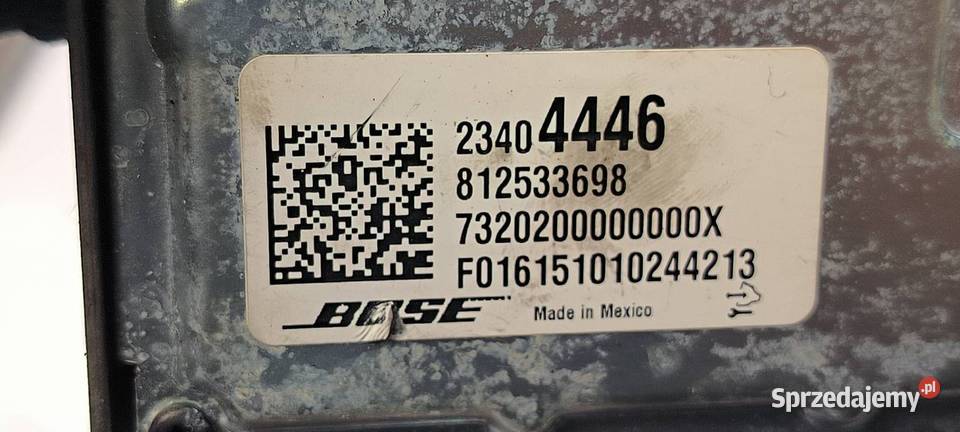 23404446
812533698
7320200000000X
F016151010244213
BOSE
Made in Mexico
Sprzedajemy.pl